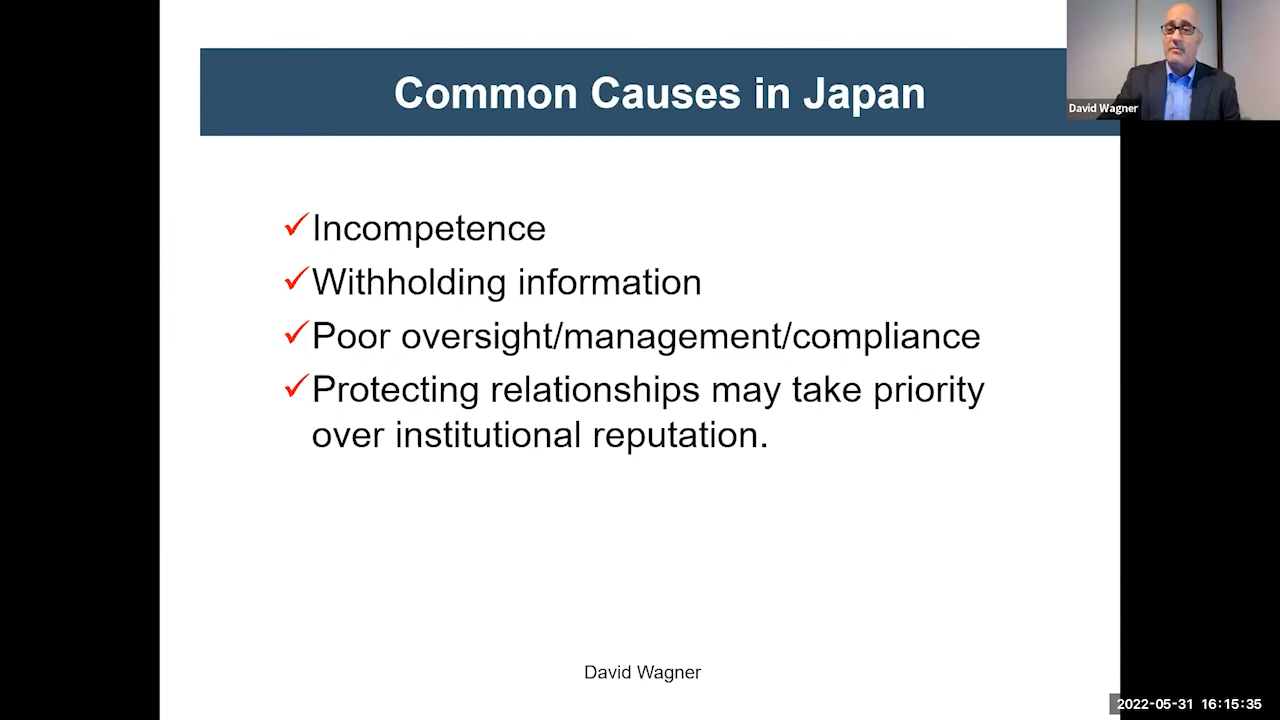 Common Causes in Japan
David Wagner
✓Incompetence
✓Withholding information
✓Poor oversight/management/compliance
✓Protecting relationships may take priority
over institutional reputation.
David Wagner
2022-05-31 16:15:35